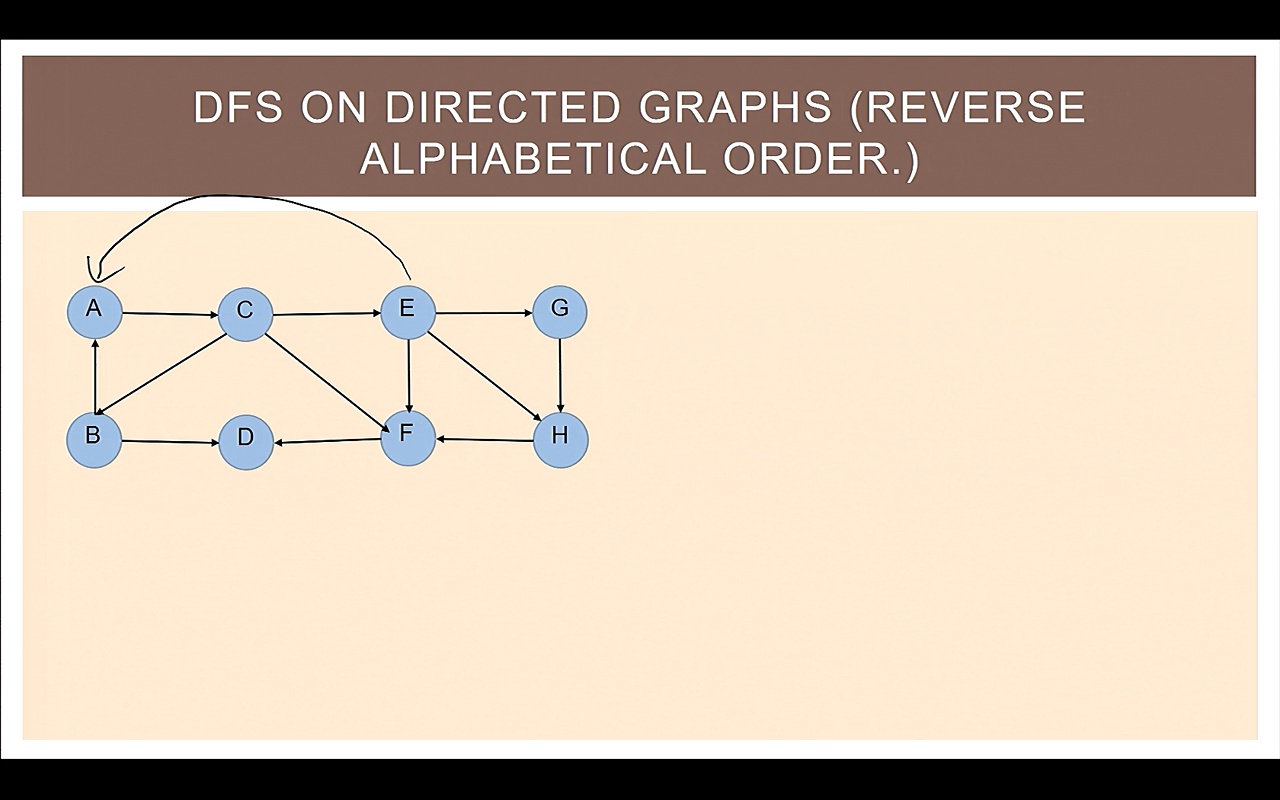 DFS ON DIRECTED GRAPHS (REVERSE
ALPHABETICAL ORDER.)
A
C
E
G
B
D
F
H